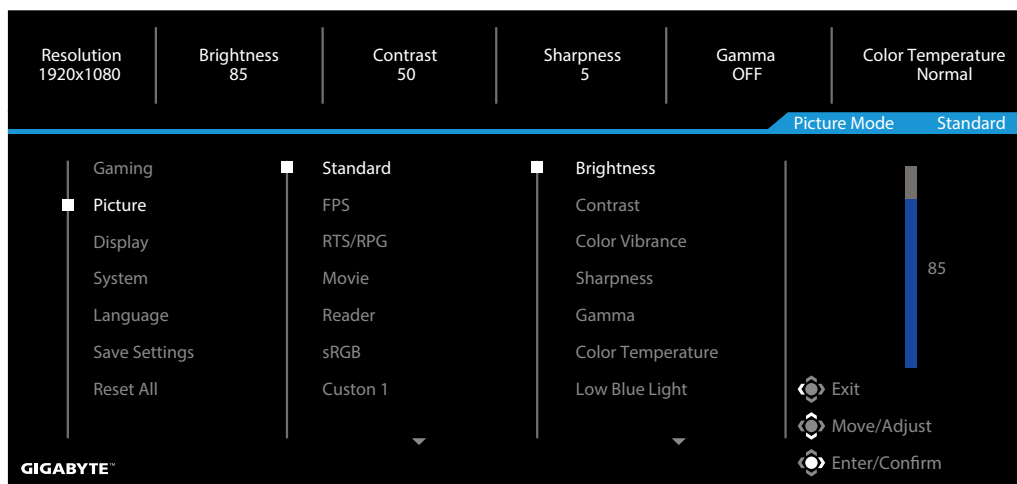 Resolution
1920x1080
Brightness
85
Contrast
50
Sharpness
5
Gamma
OFF
Color Temperature
Normal
Picture Mode Standard
Gaming
Picture
Display
System
Language
Save Settings
Reset All
Standard
FPS
RTS/RPG
Movie
Reader
sRGB
Custon 1
Brightness
Contrast
Color Vibrance
Sharpness
Gamma
Color Temperature
Low Blue Light
85
Exit
Move/Adjust
Enter/Confirm
GIGABYTE™